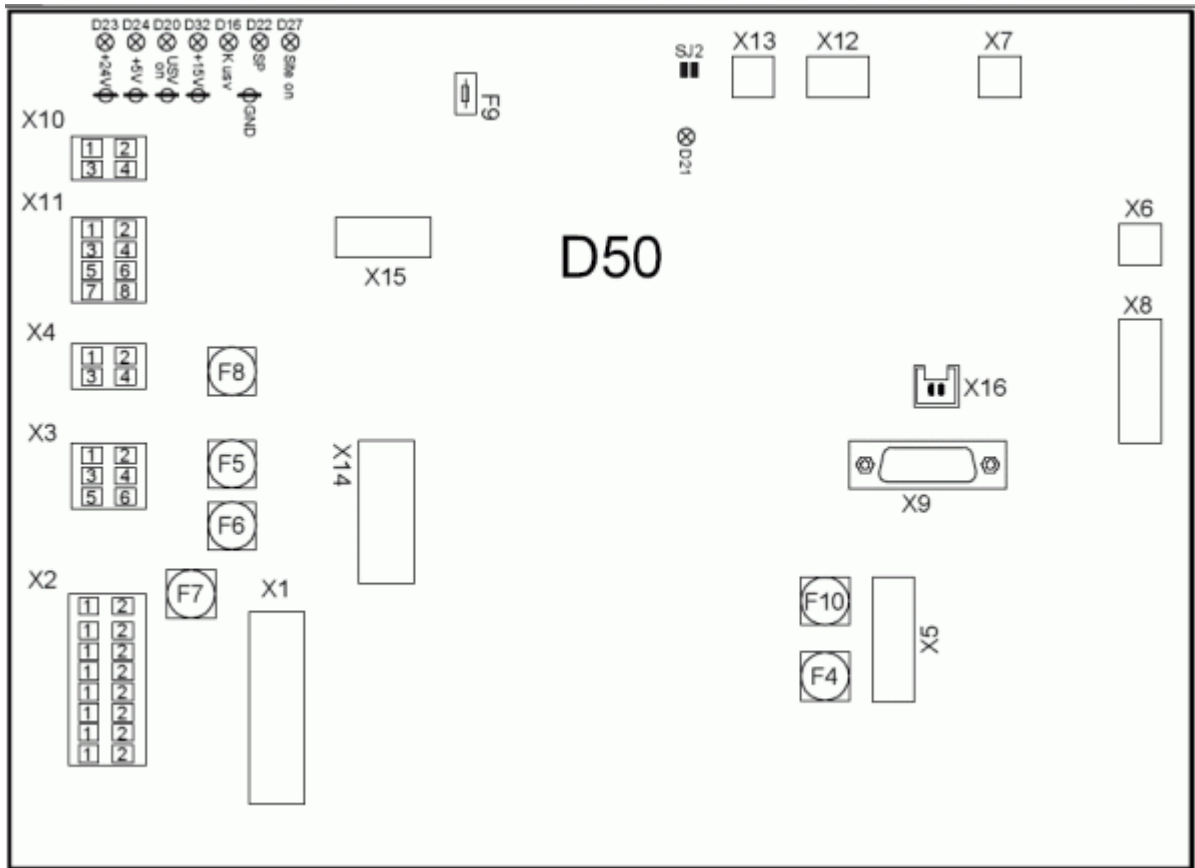 D23 D24 D20 D32 D16 D22 D27
+24V +5V USV on +15V K usv SP Site on
GND
F9
SJ2
D21
X13 X12 X7
X10
1 2
3 4
X11
1 2
3 4
5 6
7 8
X15
D50
X6
X8
X4
1 2
3 4
F8
X16
X3
1 2
3 4
5 6
F5
F6
X14
X9
X2
1 2
1 2
1 2
1 2
1 2
1 2
1 2
1 2
F7
X1
F10
F4
X5